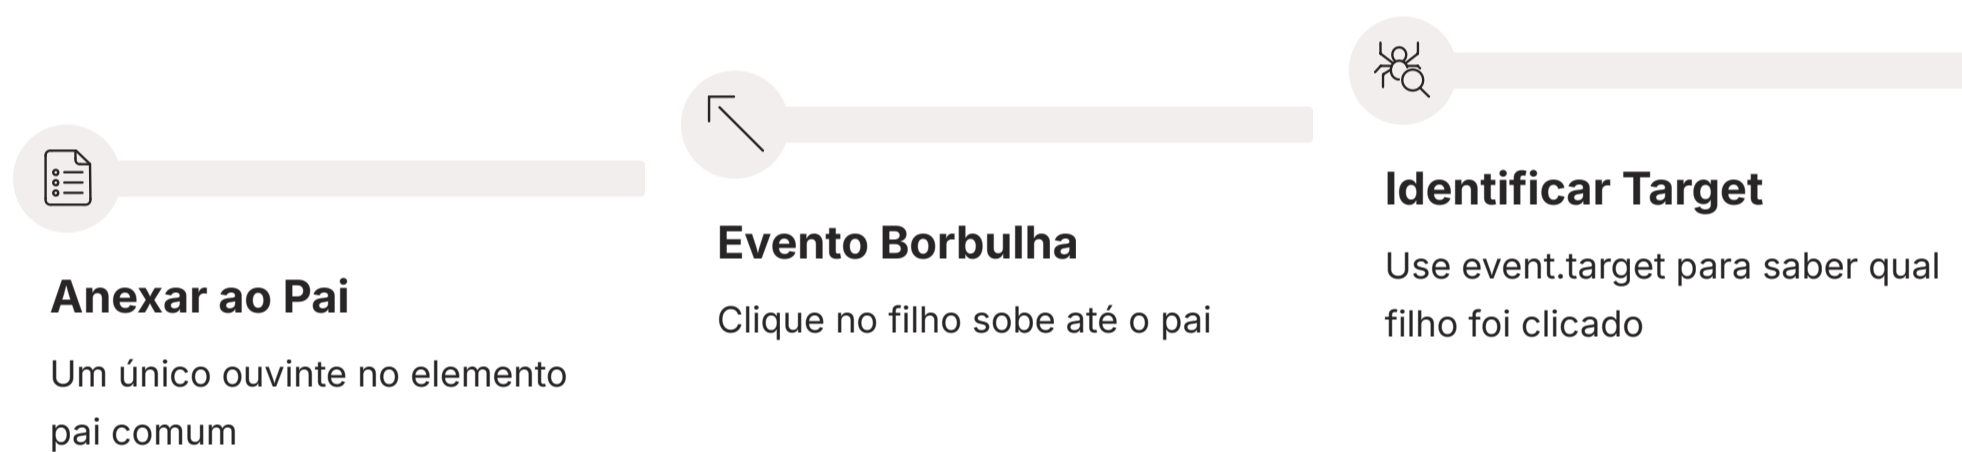 Anexar ao Pai
Um único ouvinte no elemento
pai comum
Evento Borbulha
Clique no filho sobe até o pai
Identificar Target
Use event.target para saber qual
filho foi clicado